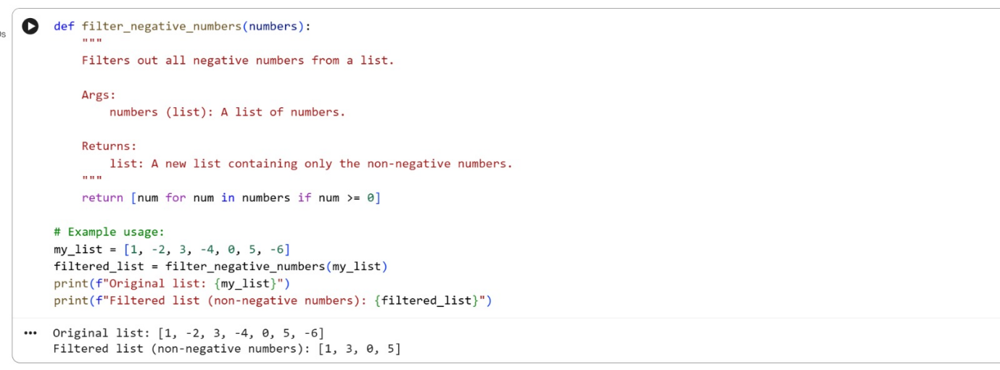 0s
def filter_negative_numbers(numbers):
    """
    Filters out all negative numbers from a list.

    Args:
        numbers (list): A list of numbers.

    Returns:
        list: A new list containing only the non-negative numbers.
    """
    return [num for num in numbers if num >= 0]

# Example usage:
my_list = [1, -2, 3, -4, 0, 5, -6]
filtered_list = filter_negative_numbers(my_list)
print(f"Original list: {my_list}")
print(f"Filtered list (non-negative numbers): {filtered_list}")
Original list: [1, -2, 3, -4, 0, 5, -6]
Filtered list (non-negative numbers): [1, 3, 0, 5]